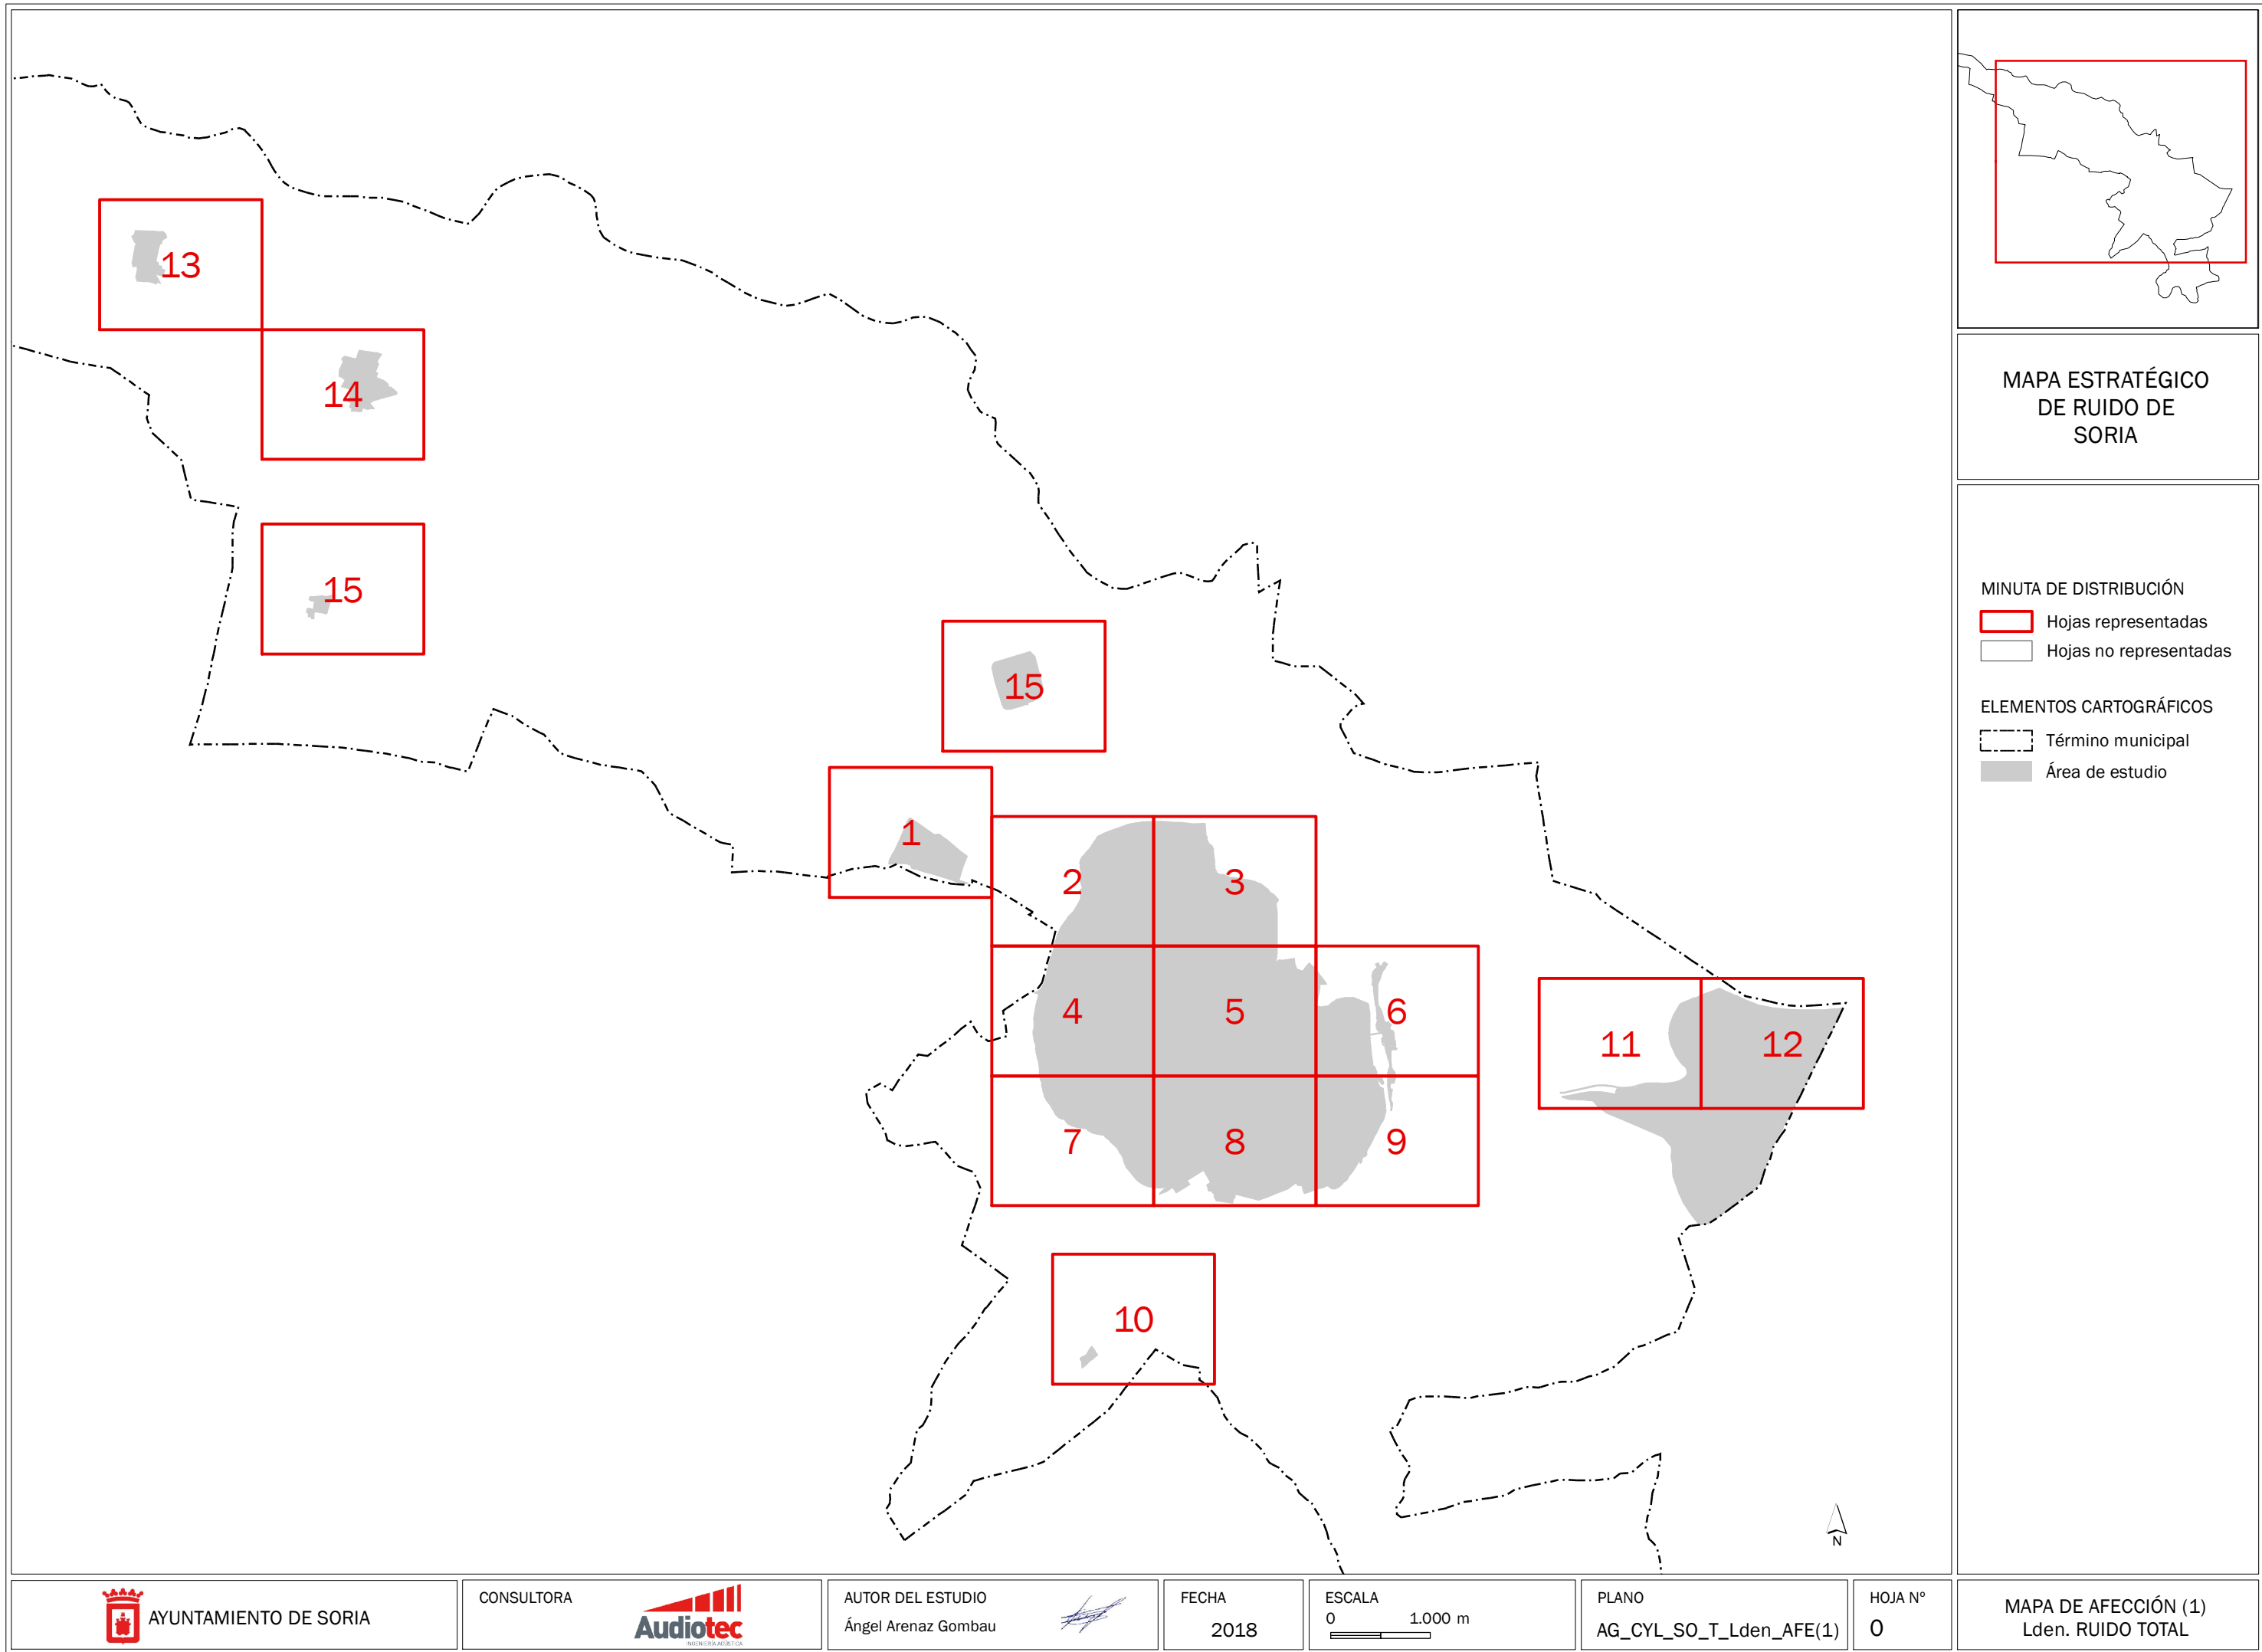 13
14
15
15
1
2
3
4
5
6
7
8
9
10
11
12
N
MAPA ESTRATÉGICO
DE RUIDO DE
SORIA
MINUTA DE DISTRIBUCIÓN
Hojas representadas
Hojas no representadas
ELEMENTOS CARTOGRÁFICOS
Término municipal
Área de estudio
AYUNTAMIENTO DE SORIA
CONSULTORA
Audiotec
INGENIERÍA ACÚSTICA
AUTOR DEL ESTUDIO
Ángel Arenaz Gombau
FECHA
2018
ESCALA
0 1.000 m
PLANO
AG_CYL_SO_T_Lden_AFE(1)
HOJA Nº
0
MAPA DE AFECCIÓN (1)
Lden. RUIDO TOTAL